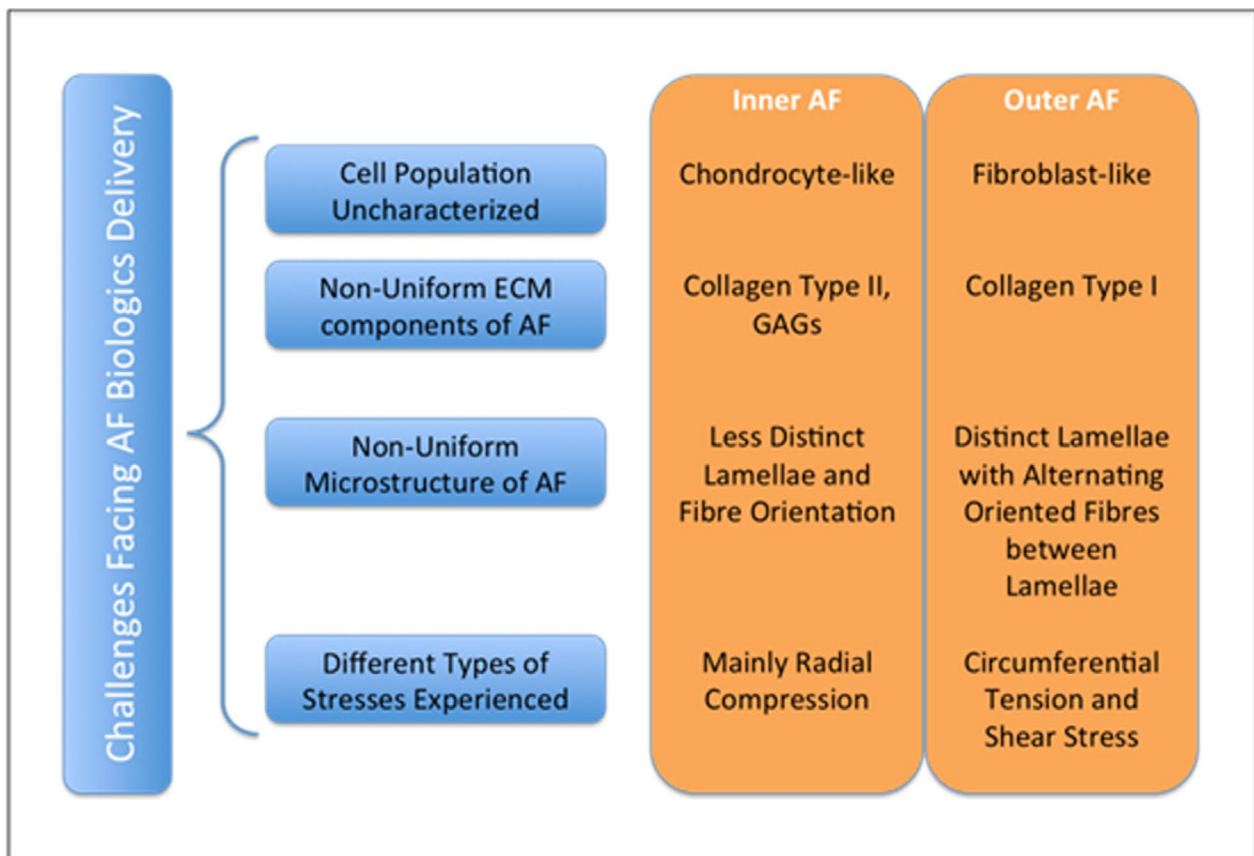 Challenges Facing AF Biologics Delivery
Inner AF
Outer AF
Cell Population
Uncharacterized
Chondrocyte-like
Fibroblast-like
Non-Uniform ECM
components of AF
Collagen Type II,
GAGs
Collagen Type I
Non-Uniform
Microstructure of AF
Less Distinct
Lamellae and
Fibre Orientation
Distinct Lamellae
with Alternating
Oriented Fibres
between
Lamellae
Different Types of
Stresses Experienced
Mainly Radial
Compression
Circumferential
Tension and
Shear Stress